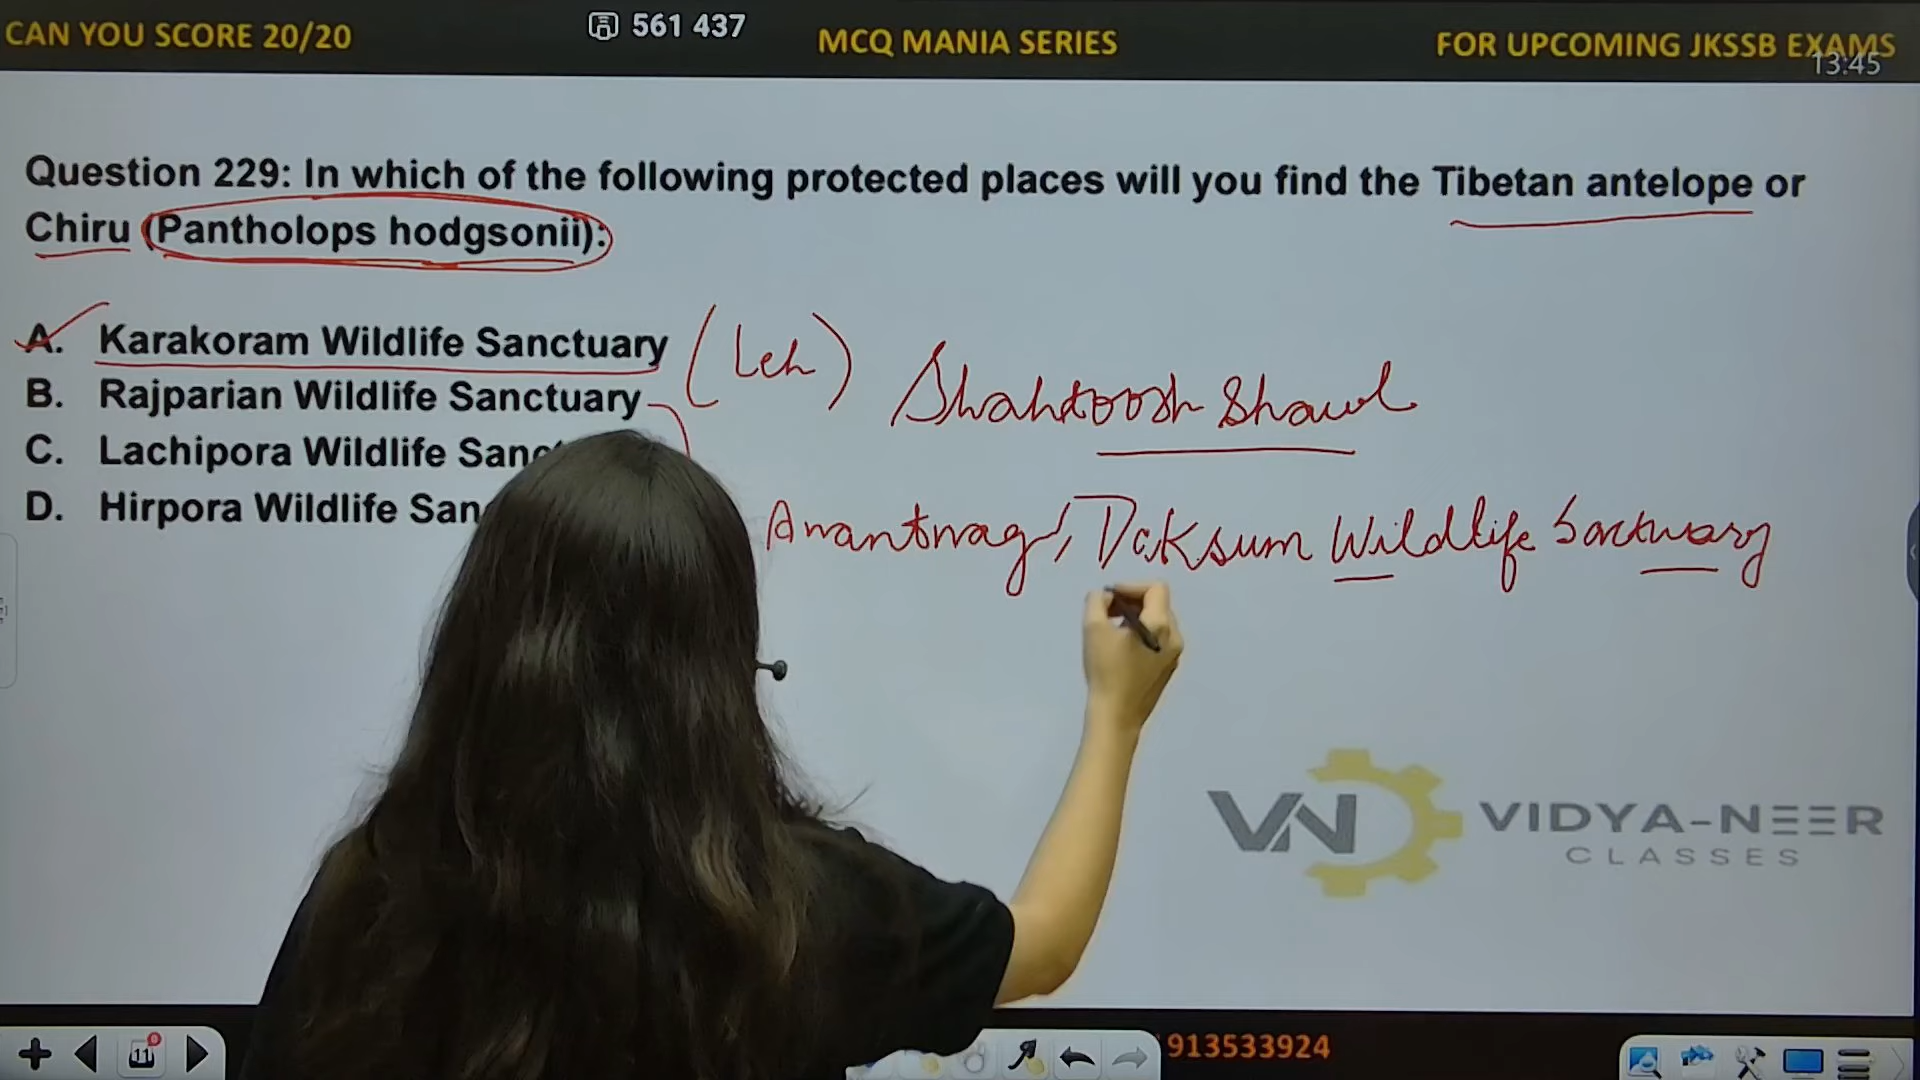 CAN YOU SCORE 20/20
561 437
MCQ MANIA SERIES
FOR UPCOMING JKSSB EXAMS
13:45
Question 229: In which of the following protected places will you find the Tibetan antelope or
Chiru (Pantholops hodgsonii):
A. Karakoram Wildlife Sanctuary (Leh)
B. Rajparian Wildlife Sanctuary
Shahtoosh Shawl
C. Lachipora Wildlife Sanc
D. Hirpora Wildlife San
Anantnag, Daksum Wildlife Sanctuary
VN VIDYA-NEER
CLASSES
11
913533924